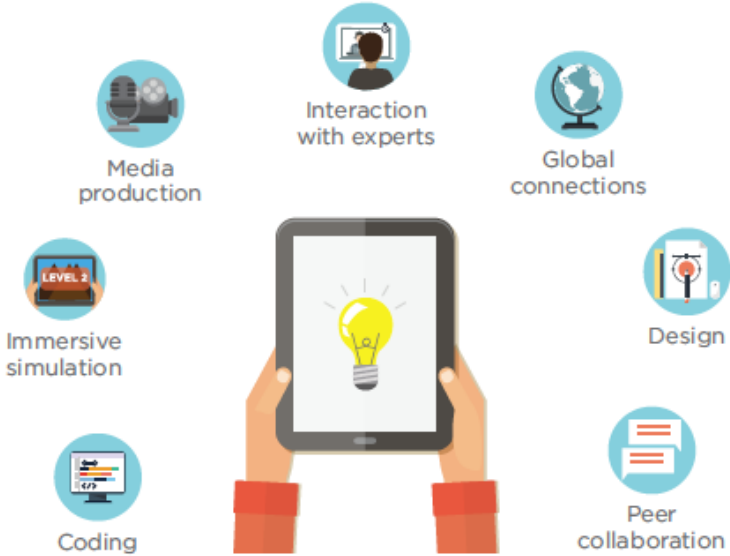 Interaction
with experts
Media
production
Global
connections
LEVEL 2
Immersive
simulation
Design
</>
Coding
Peer
collaboration